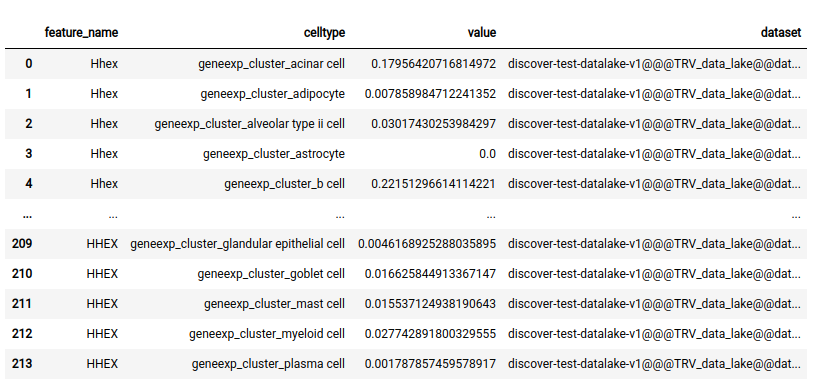 feature_name celltype value dataset
0 Hhex geneexp_cluster_acinar cell 0.17956420716814972 discover-test-datalake-v1@@@TRV_data_lake@@dat...
1 Hhex geneexp_cluster_adipocyte 0.007858984712241352 discover-test-datalake-v1@@@TRV_data_lake@@dat...
2 Hhex geneexp_cluster_alveolar type ii cell 0.03017430253984297 discover-test-datalake-v1@@@TRV_data_lake@@dat...
3 Hhex geneexp_cluster_astrocyte 0.0 discover-test-datalake-v1@@@TRV_data_lake@@dat...
4 Hhex geneexp_cluster_b cell 0.22151296614114221 discover-test-datalake-v1@@@TRV_data_lake@@dat...
... ... ... ... ...
209 HHEX geneexp_cluster_glandular epithelial cell 0.0046168925288035895 discover-test-datalake-v1@@@TRV_data_lake@@dat...
210 HHEX geneexp_cluster_goblet cell 0.016625844913367147 discover-test-datalake-v1@@@TRV_data_lake@@dat...
211 HHEX geneexp_cluster_mast cell 0.015537124938190643 discover-test-datalake-v1@@@TRV_data_lake@@dat...
212 HHEX geneexp_cluster_myeloid cell 0.027742891800329555 discover-test-datalake-v1@@@TRV_data_lake@@dat...
213 HHEX geneexp_cluster_plasma cell 0.001787857459578917 discover-test-datalake-v1@@@TRV_data_lake@@dat...